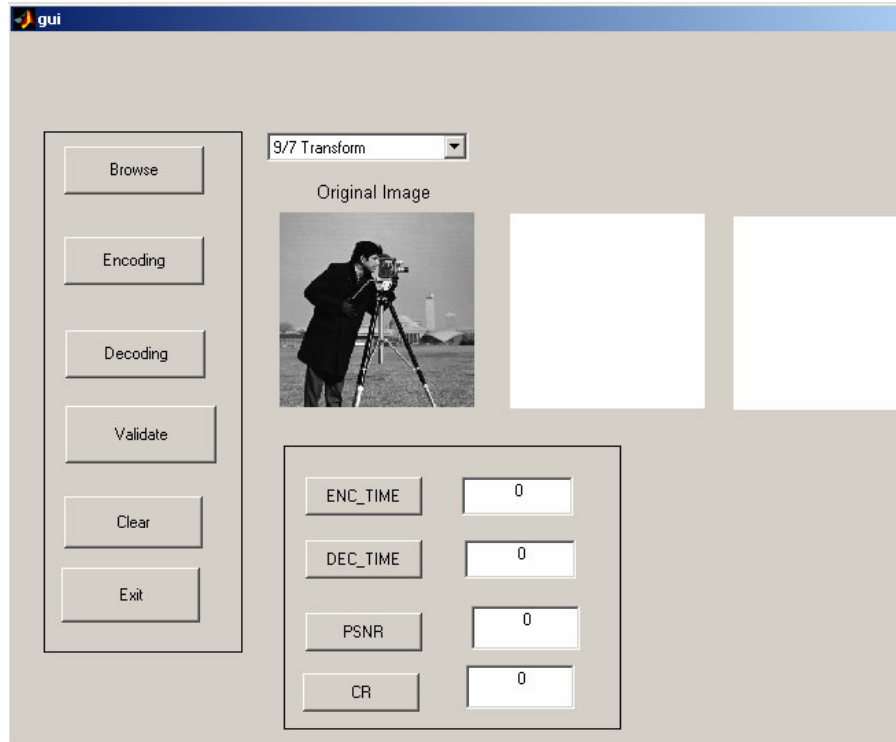 gui
9/7 Transform
Browse
Original Image
Encoding
Decoding
Validate
Clear
Exit
ENC_TIME 0
DEC_TIME 0
PSNR 0
CR 0